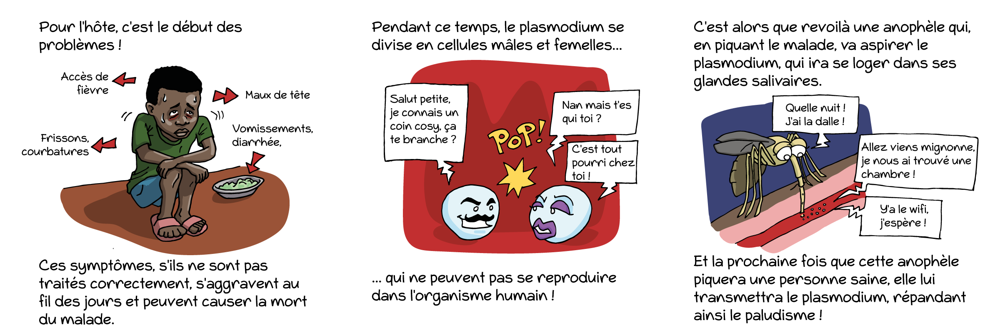 Pour l'hôte, c'est le début des
problèmes !
Accès de
fièvre
Maux de tête
Frissons,
courbatures
Vomissements,
diarrhée,
Ces symptômes, s'ils ne sont pas
traités correctement, s'aggravent au
fil des jours et peuvent causer la mort
du malade.
Pendant ce temps, le plasmodium se
divise en cellules mâles et femelles...
Salut petite,
je connais un
coin cosy, ça
te branche ?
POP!
Nan mais t'es
qui toi ?
C'est tout
pourri chez
toi !
... qui ne peuvent pas se reproduire
dans l'organisme humain !
C'est alors que revoilà une anophèle qui,
en piquant le malade, va aspirer le
plasmodium, qui ira se loger dans ses
glandes salivaires.
Quelle nuit !
J'ai la dalle !
Allez viens mignonne,
je nous ai trouvé une
chambre !
Y'a le wifi,
j'espère !
Et la prochaine fois que cette anophèle
piquera une personne saine, elle lui
transmettra le plasmodium, répandant
ainsi le paludisme !